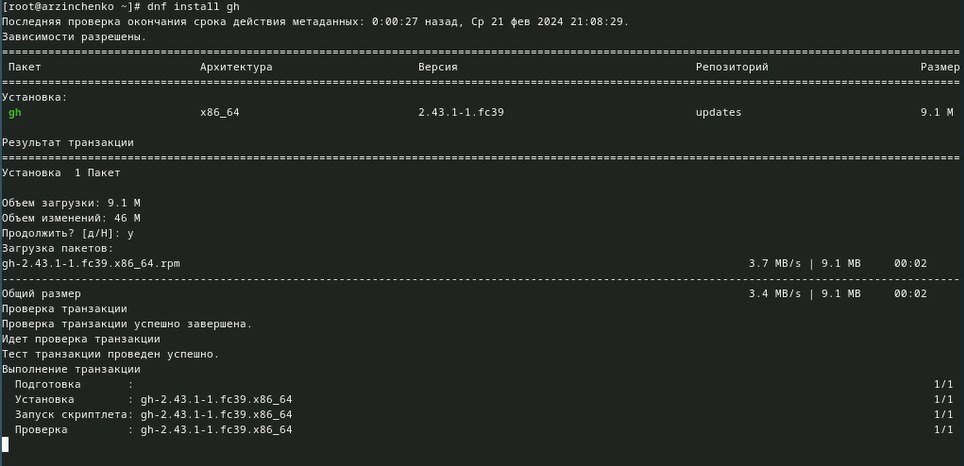 [root@arzinchenko ~]# dnf install gh
Последняя проверка окончания срока действия метаданных: 0:00:27 назад, Ср 21 фев 2024 21:08:29.
Зависимости разрешены.
================================================================================
Пакет Архитектура Версия Репозиторий Размер
================================================================================
Установка:
gh x86_64 2.43.1-1.fc39 updates 9.1 M
Результат транзакции
================================================================================
Установка  1 Пакет
Объем загрузки: 9.1 M
Объем изменений: 46 M
Продолжить? [д/Н]: y
Загрузка пакетов:
gh-2.43.1-1.fc39.x86_64.rpm 3.7 MB/s | 9.1 MB 00:02
--------------------------------------------------------------------------------
Общий размер 3.4 MB/s | 9.1 MB 00:02
Проверка транзакции
Проверка транзакции успешно завершена.
Идет проверка транзакции
Тест транзакции проведен успешно.
Выполнение транзакции
Подготовка : 1/1
Установка : gh-2.43.1-1.fc39.x86_64 1/1
Запуск скриптлета: gh-2.43.1-1.fc39.x86_64 1/1
Проверка : gh-2.43.1-1.fc39.x86_64 1/1